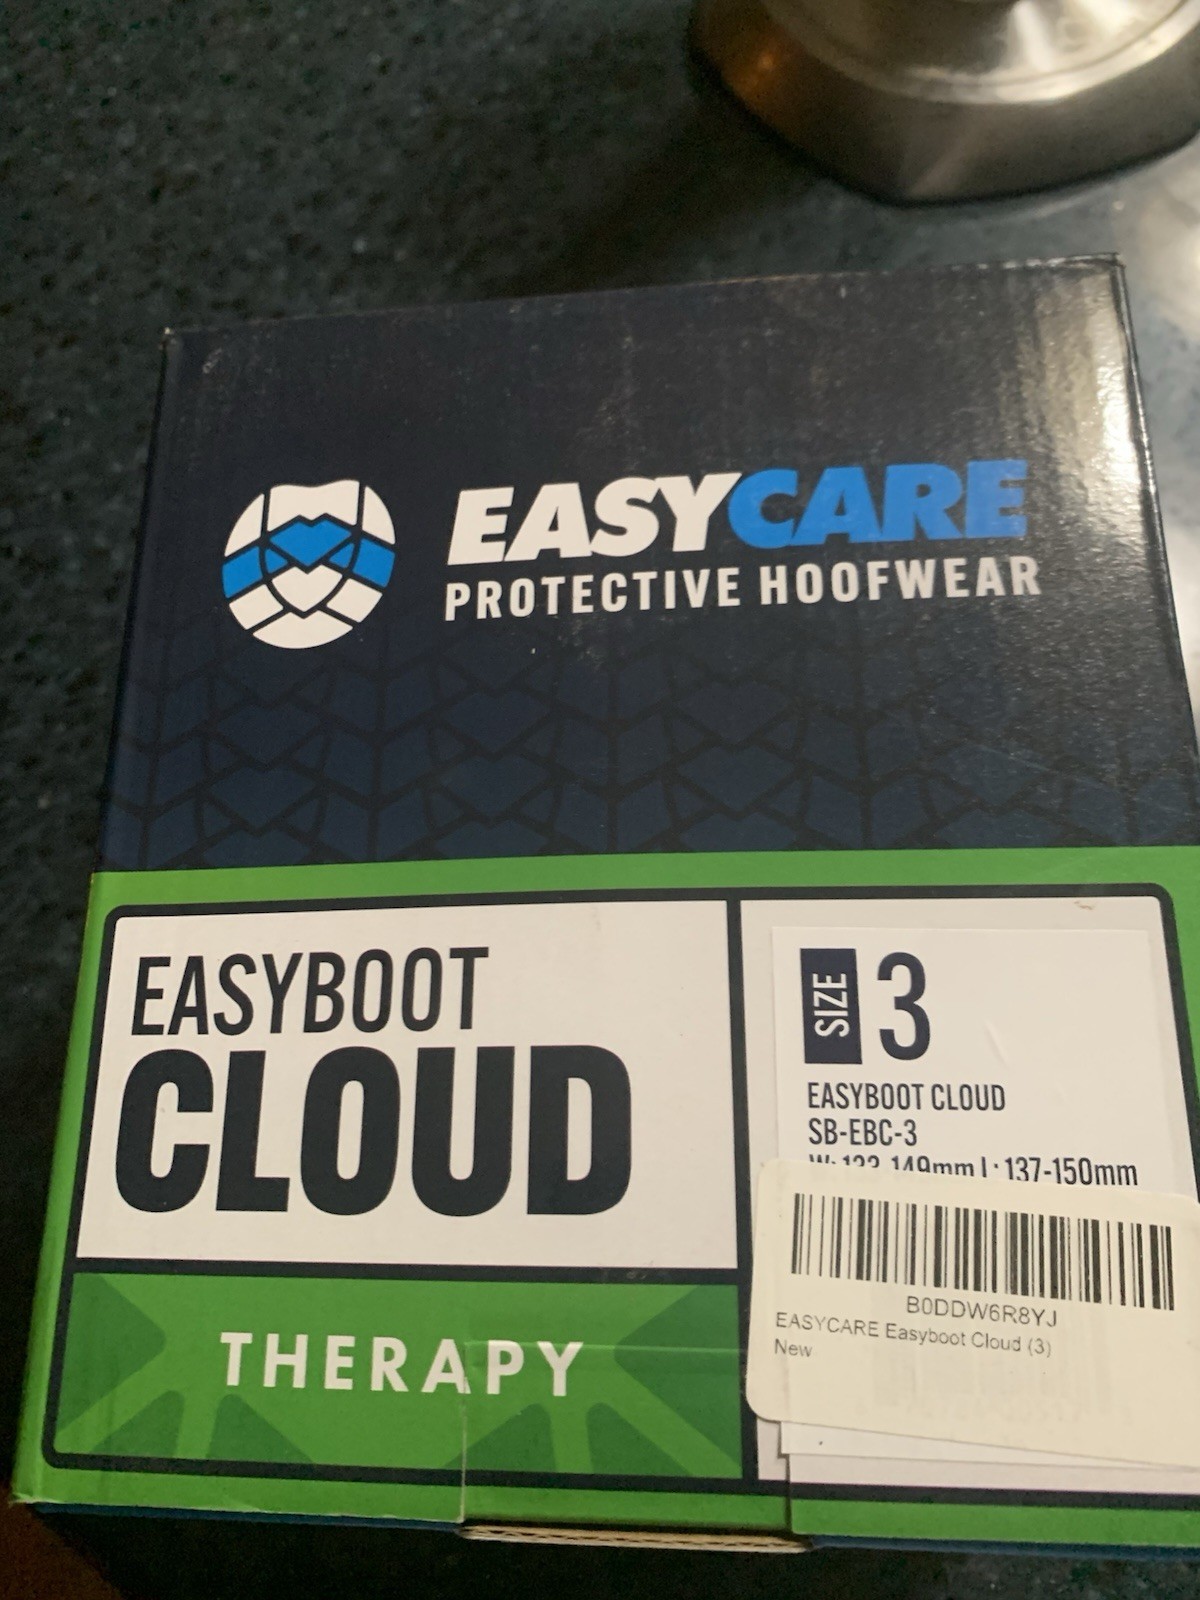 EASYCARE
PROTECTIVE HOOFWEAR
EASYBOOT
CLOUD
THERAPY
SIZE 3
EASYBOOT CLOUD
SB-EBC-3
137-150mm
B0DDW6R8YJ
EASYCARE Easyboot Cloud (3)
New